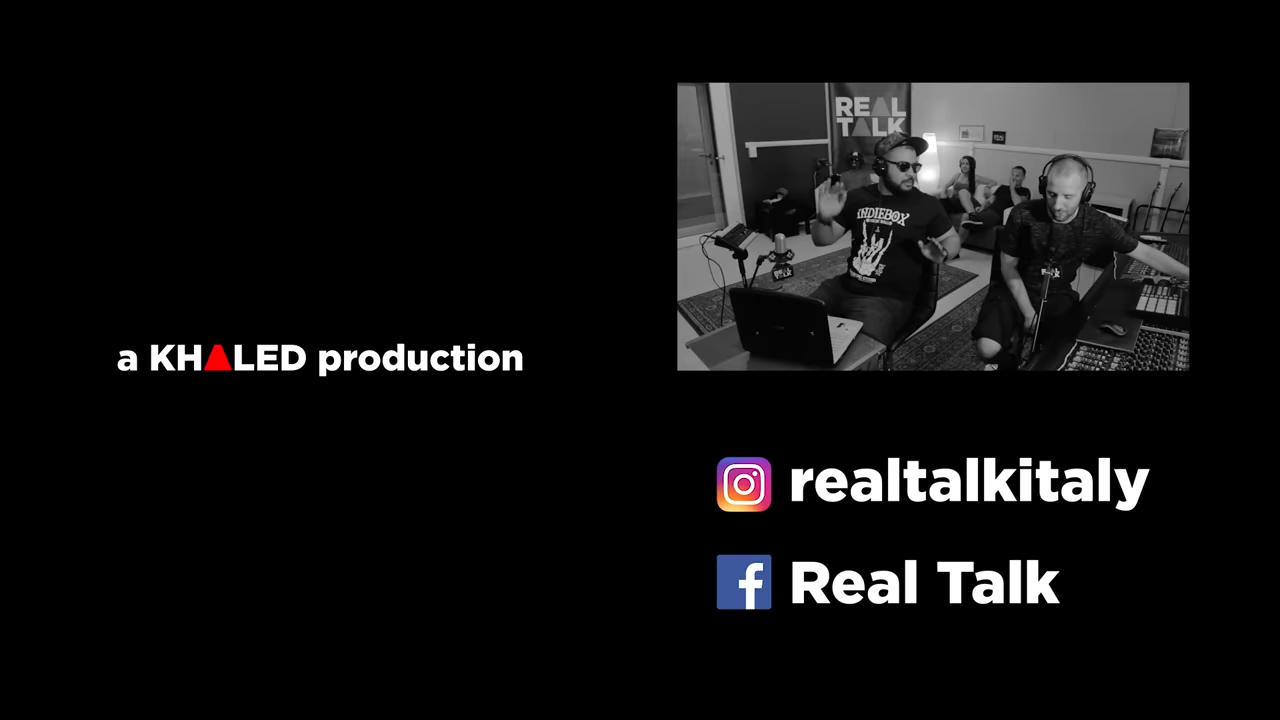 a KHALED production
REAL
TALK
INDIEBOX
realtalkitaly
Real Talk